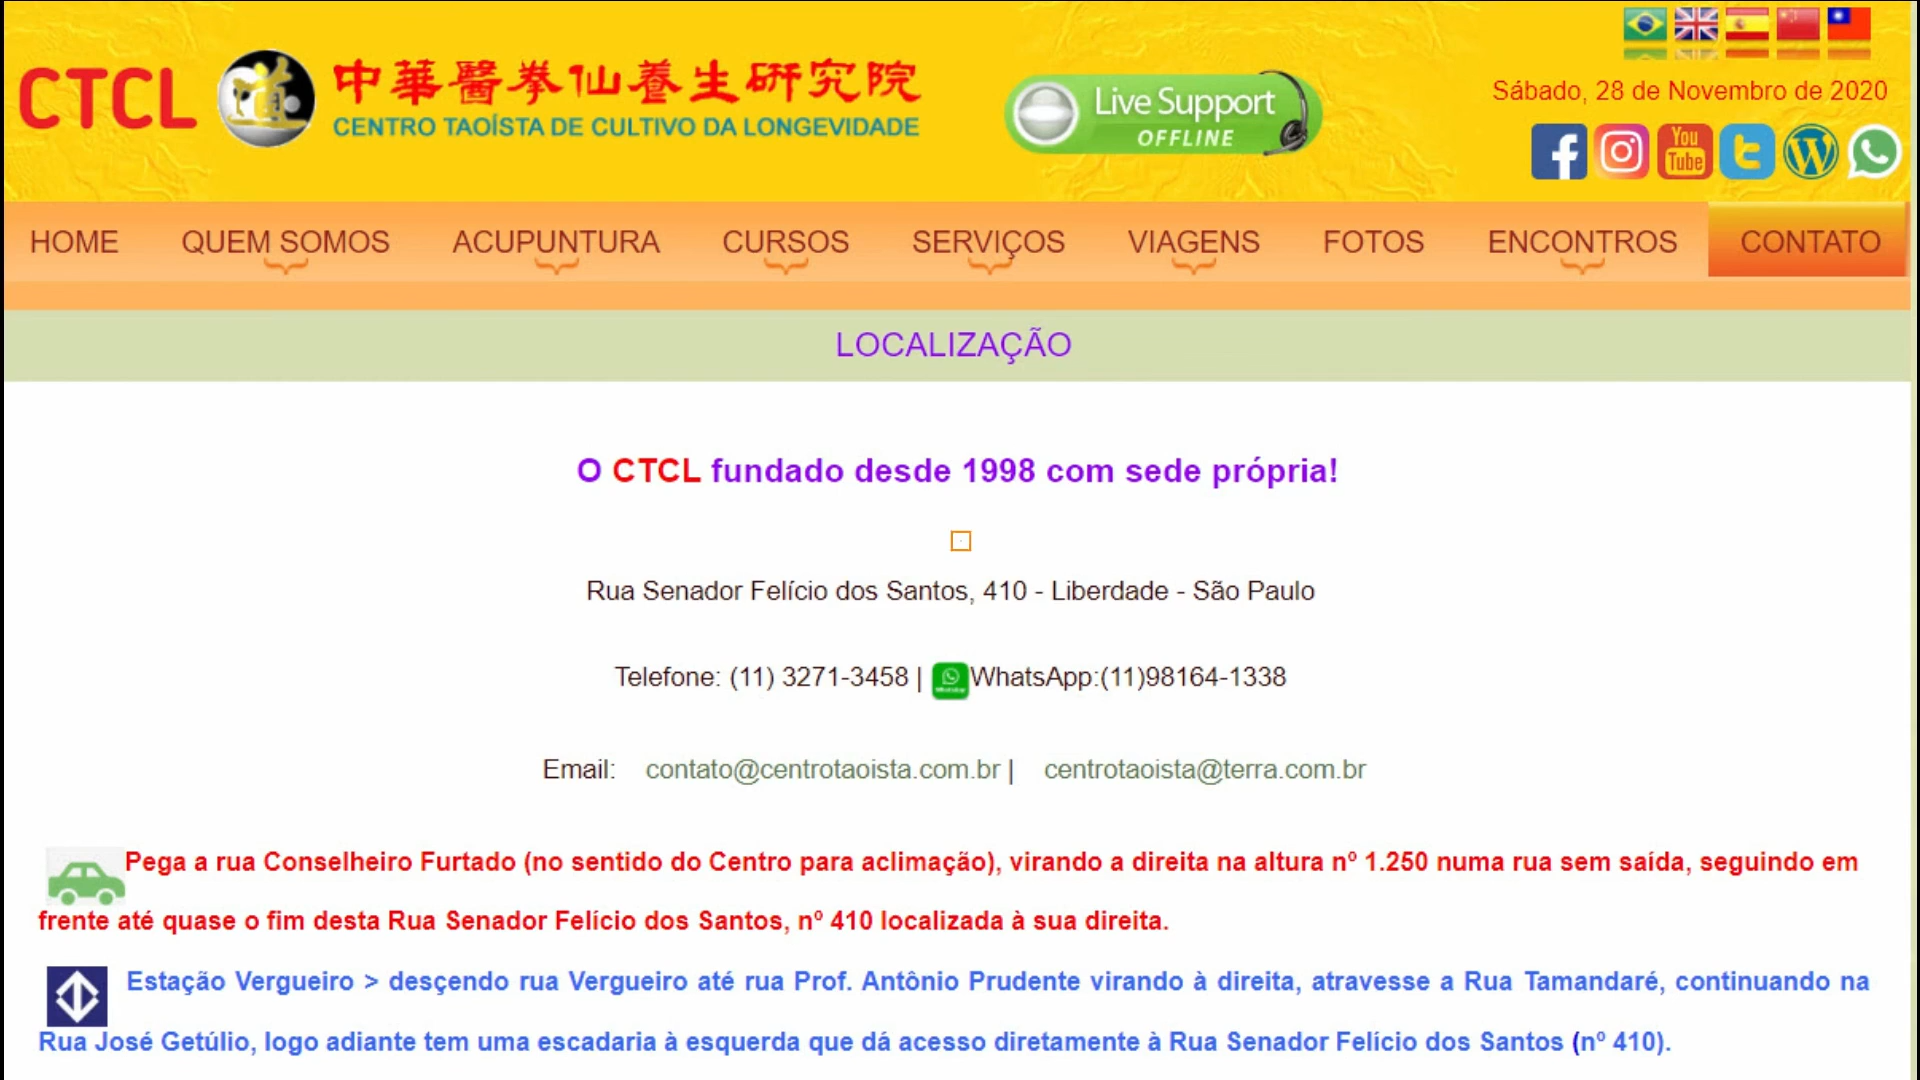 CTCL
中華醫拳仙養生研究院
CENTRO TAOÍSTA DE CULTIVO DA LONGEVIDADE
Live Support
OFFLINE
Sábado, 28 de Novembro de 2020
You
Tube
HOME QUEM SOMOS ACUPUNTURA CURSOS SERVIÇOS VIAGENS FOTOS ENCONTROS CONTATO
LOCALIZAÇÃO
O CTCL fundado desde 1998 com sede própria!
Rua Senador Felício dos Santos, 410 - Liberdade - São Paulo
Telefone: (11) 3271-3458 | WhatsApp:(11)98164-1338
Email: contato@centrotaoista.com.br | centrotaoista@terra.com.br
Pega a rua Conselheiro Furtado (no sentido do Centro para aclimação), virando a direita na altura nº 1.250 numa rua sem saída, seguindo em
frente até quase o fim desta Rua Senador Felício dos Santos, nº 410 localizada à sua direita.
Estação Vergueiro > desçendo rua Vergueiro até rua Prof. Antônio Prudente virando à direita, atravesse a Rua Tamandaré, continuando na
Rua José Getúlio, logo adiante tem uma escadaria à esquerda que dá acesso diretamente à Rua Senador Felício dos Santos (nº 410).